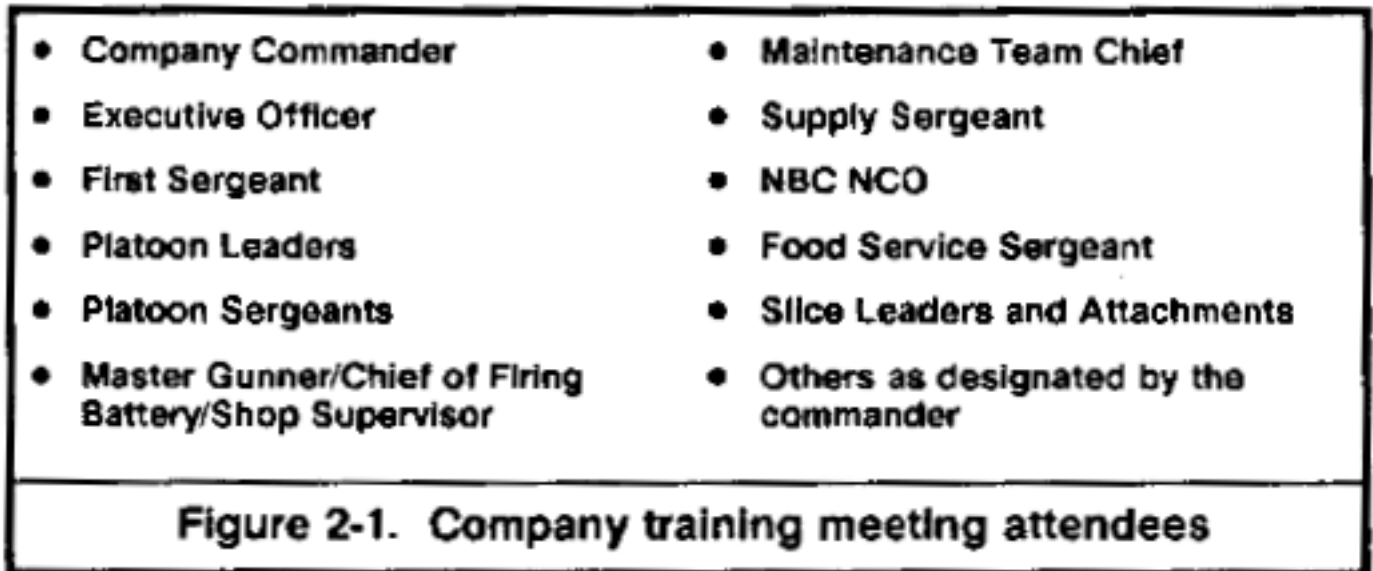 • Company Commander
• Executive Officer
• First Sergeant
• Platoon Leaders
• Platoon Sergeants
• Master Gunner/Chief of Firing
Battery/Shop Supervisor
• Maintenance Team Chief
• Supply Sergeant
• NBC NCO
• Food Service Sergeant
• Slice Leaders and Attachments
• Others as designated by the
commander
Figure 2-1. Company training meeting attendees